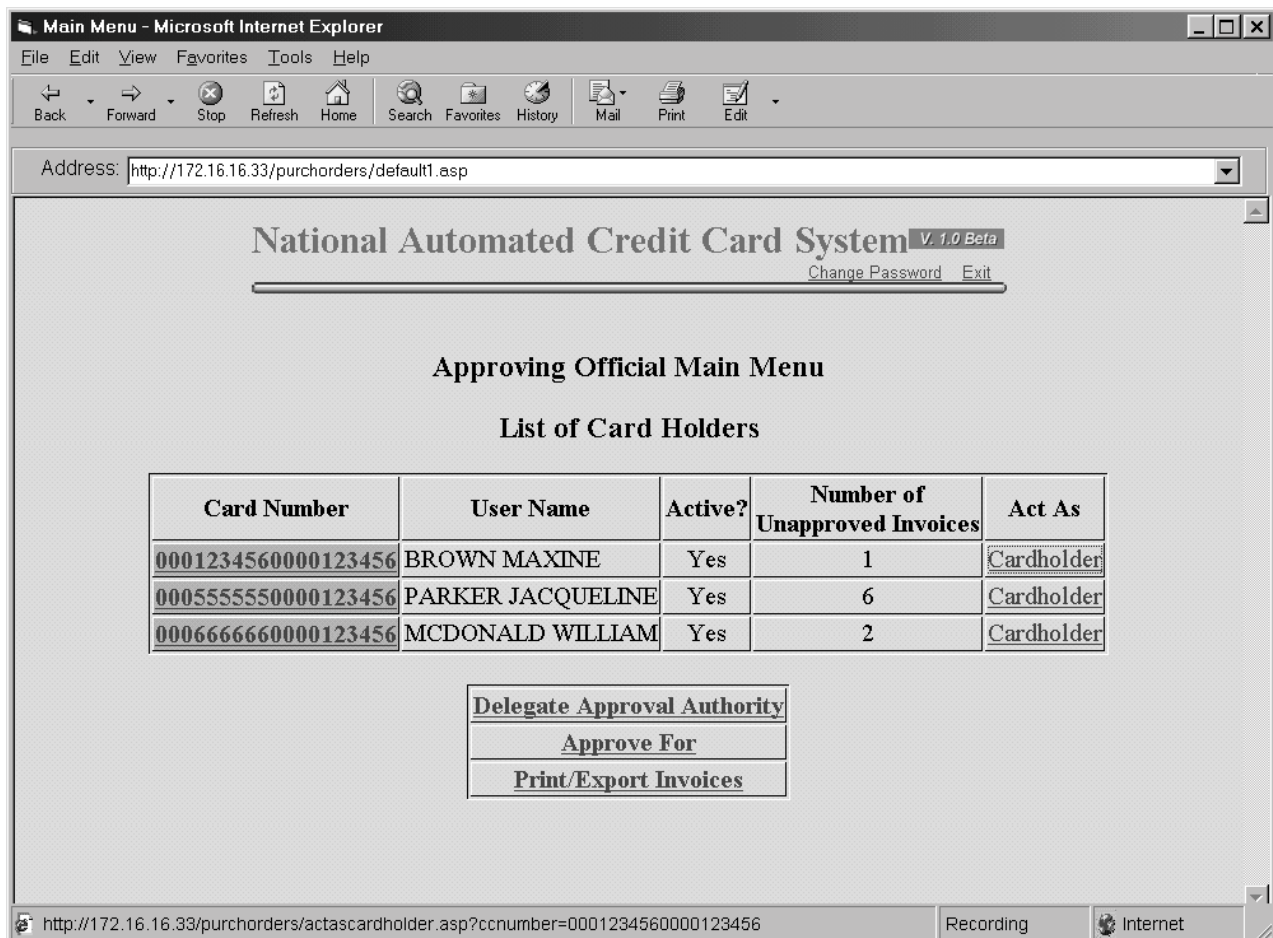 Main Menu - Microsoft Internet Explorer
File Edit View Favorites Tools Help
Back Forward Stop Refresh Home Search Favorites History Mail Print Edit
Address: http://172.16.16.33/purchorders/default1.asp
National Automated Credit Card System V. 1.0 Beta
Change Password Exit
Approving Official Main Menu
List of Card Holders
Card Number User Name Active? Number of Unapproved Invoices Act As
0001234560000123456 BROWN MAXINE Yes 1 Cardholder
0005555550000123456 PARKER JACQUELINE Yes 6 Cardholder
0006666660000123456 MCDONALD WILLIAM Yes 2 Cardholder
Delegate Approval Authority
Approve For
Print/Export Invoices
http://172.16.16.33/purchorders/actascardholder.asp?ccnumber=0001234560000123456 Recording Internet